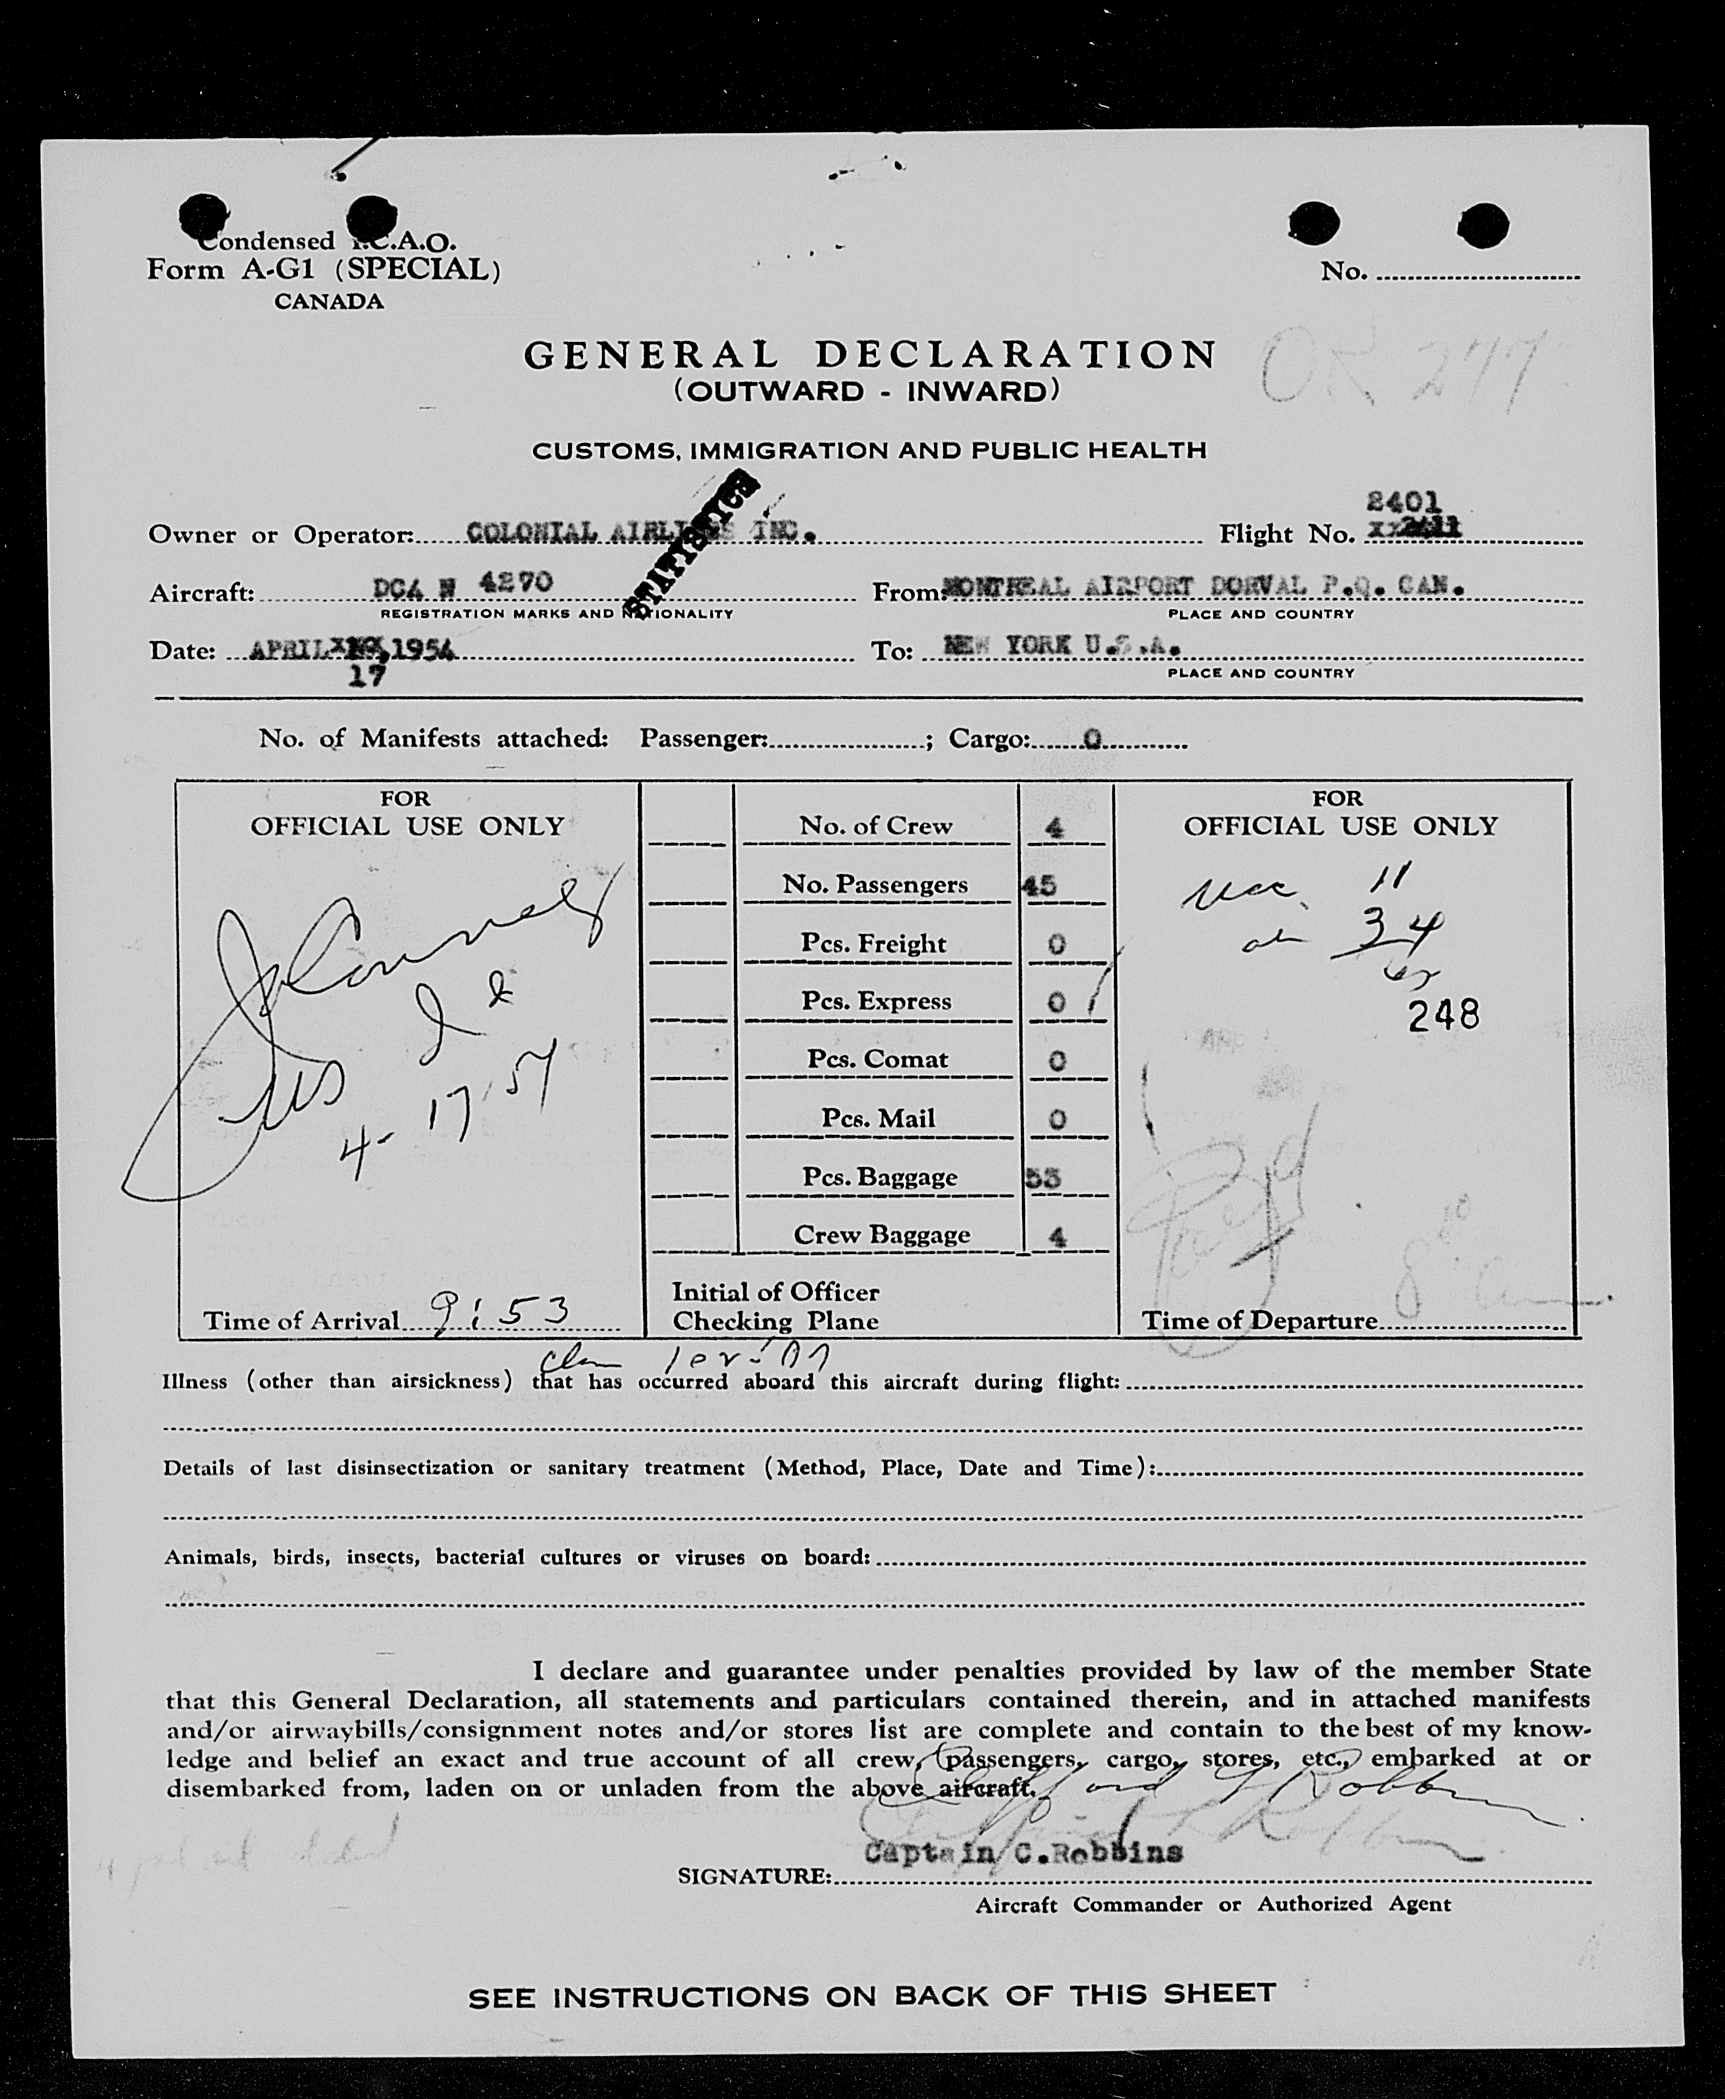 Condensed I.C.A.O.
Form A-G1 (SPECIAL)
CANADA
No.
GENERAL DECLARATION
(OUTWARD - INWARD)
OK 247
CUSTOMS, IMMIGRATION AND PUBLIC HEALTH
STATISTICS
8401
Owner or Operator: COLONIAL AIRLINES INC. Flight No.
Aircraft: DC4 N 4270 From: MONTREAL AIRPORT DORVAL P.Q. CAN.
REGISTRATION MARKS AND NATIONALITY PLACE AND COUNTRY
Date: APRIL 1954 To: NEW YORK U.S.A.
17 PLACE AND COUNTRY
No. of Manifests attached: Passenger: ; Cargo: 0
FOR
OFFICIAL USE ONLY
4-17-54
Time of Arrival 9:53
No. of Crew 4
No. Passengers 45
Pcs. Freight 0
Pcs. Express 0
Pcs. Comat 0
Pcs. Mail 0
Pcs. Baggage 53
Crew Baggage 4
Initial of Officer
Checking Plane
FOR
OFFICIAL USE ONLY
11
34
248
Time of Departure
Illness (other than airsickness) that has occurred aboard this aircraft during flight:
Details of last disinsectization or sanitary treatment (Method, Place, Date and Time):
Animals, birds, insects, bacterial cultures or viruses on board:
I declare and guarantee under penalties provided by law of the member State
that this General Declaration, all statements and particulars contained therein, and in attached manifests
and/or airwaybills/consignment notes and/or stores list are complete and contain to the best of my know-
ledge and belief an exact and true account of all crew, passengers, cargo, stores, etc., embarked at or
disembarked from, laden on or unladen from the above aircraft.
Clifford Robbins
Captain C.Robbins
SIGNATURE:
Aircraft Commander or Authorized Agent
SEE INSTRUCTIONS ON BACK OF THIS SHEET